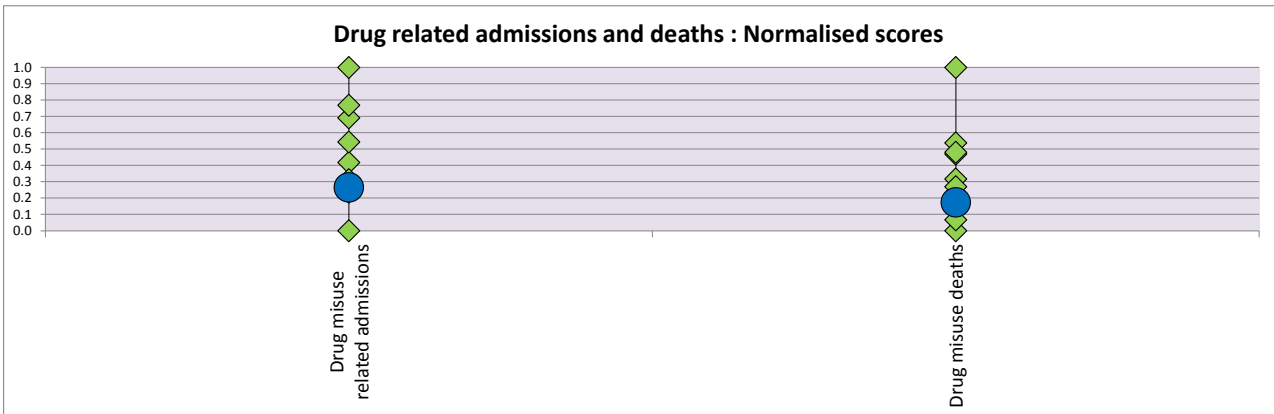 Drug related admissions and deaths : Normalised scores
1.0
0.9
0.8
0.7
0.6
0.5
0.4
0.3
0.2
0.1
0.0
Drug misuse
related admissions
Drug misuse deaths